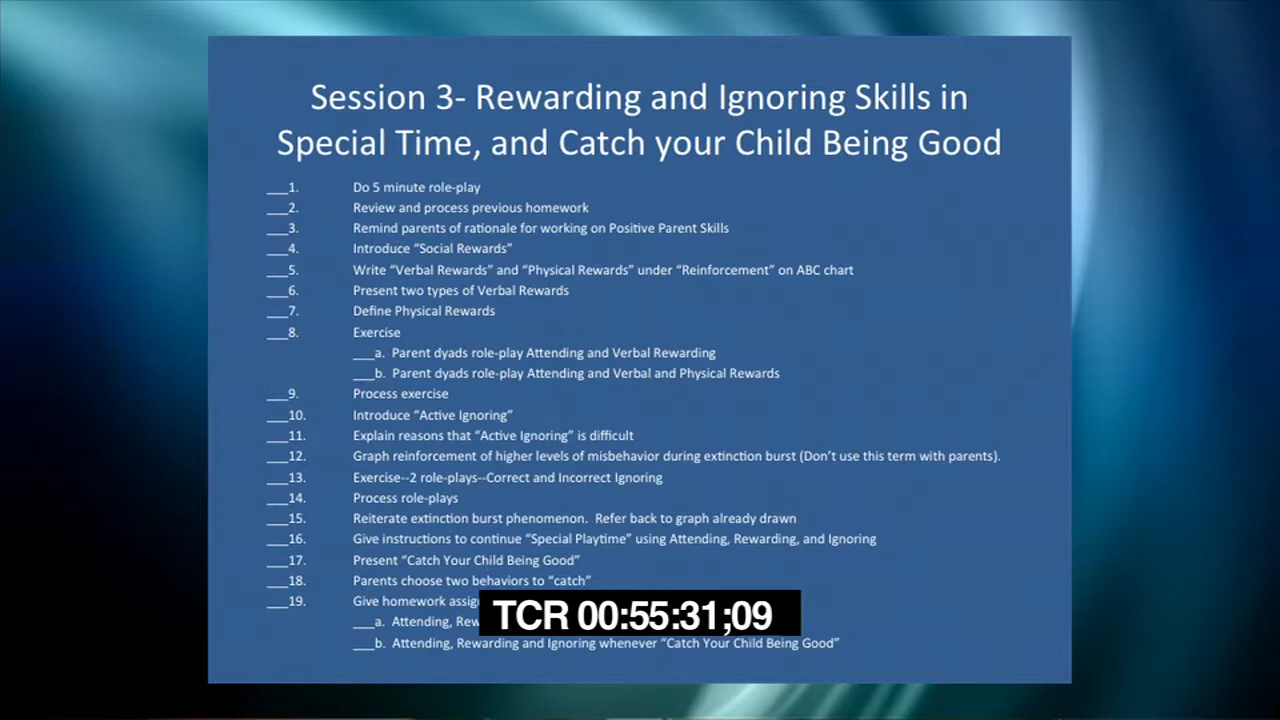 Session 3- Rewarding and Ignoring Skills in
Special Time, and Catch your Child Being Good
___1. Do 5 minute role-play
___2. Review and process previous homework
___3. Remind parents of rationale for working on Positive Parent Skills
___4. Introduce “Social Rewards”
___5. Write “Verbal Rewards” and “Physical Rewards” under “Reinforcement” on ABC chart
___6. Present two types of Verbal Rewards
___7. Define Physical Rewards
___8. Exercise
___a. Parent dyads role-play Attending and Verbal Rewarding
___b. Parent dyads role-play Attending and Verbal and Physical Rewards
___9. Process exercise
___10. Introduce “Active Ignoring”
___11. Explain reasons that “Active Ignoring” is difficult
___12. Graph reinforcement of higher levels of misbehavior during extinction burst (Don’t use this term with parents).
___13. Exercise--2 role-plays--Correct and Incorrect Ignoring
___14. Process role-plays
___15. Reiterate extinction burst phenomenon. Refer back to graph already drawn
___16. Give instructions to continue “Special Playtime” using Attending, Rewarding, and Ignoring
___17. Present “Catch Your Child Being Good”
___18. Parents choose two behaviors to “catch”
___19. Give homework
___a. Attending,
___b. Attending, Rewarding and Ignoring whenever “Catch Your Child Being Good”
TCR 00:55:31;09